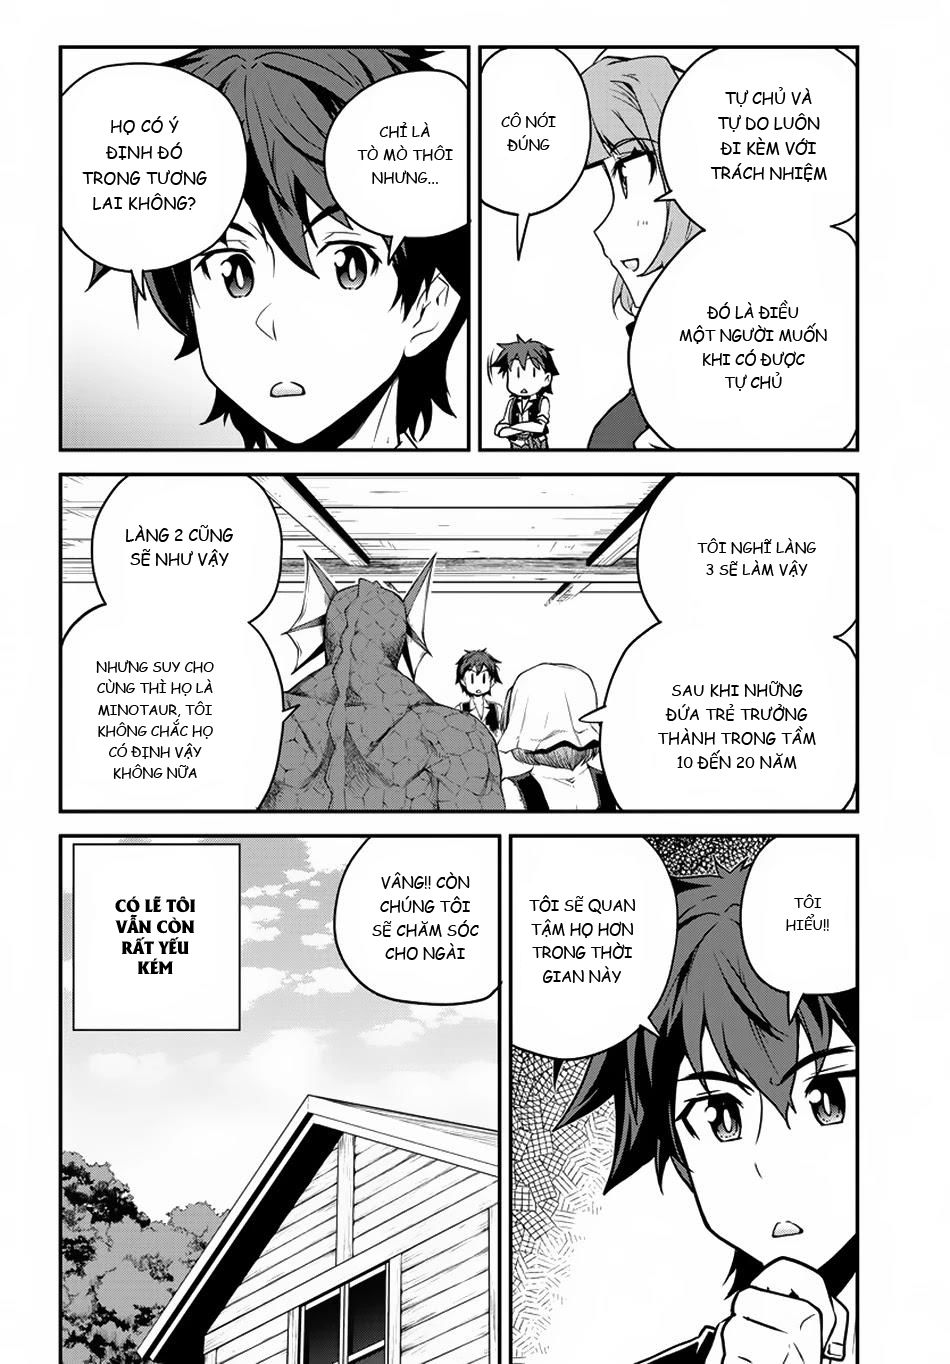 TỰ CHỦ VÀ
TỰ DO LUÔN
ĐI KÈM VỚI
TRÁCH NHIỆM
ĐÓ LÀ ĐIỀU
MỘT NGƯỜI MUỐN
KHI CÓ ĐƯỢC
TỰ CHỦ
CÔ NÓI
ĐÚNG
CHỈ LÀ
TÒ MÒ THÔI
NHƯNG...
HỌ CÓ Ý
ĐỊNH ĐÓ
TRONG TƯƠNG
LAI KHÔNG?
TÔI NGHĨ LÀNG
3 SẼ LÀM VẬY
SAU KHI NHỮNG
ĐỨA TRẺ TRƯỞNG
THÀNH TRONG TẦM
10 ĐẾN 20 NĂM
LÀNG 2 CŨNG
SẼ NHƯ VẬY
NHƯNG SUY CHO
CÙNG THÌ HỌ LÀ
MINOTAUR, TÔI
KHÔNG CHẮC HỌ
CÓ ĐỊNH VẬY
KHÔNG NỮA
TÔI
HIỂU!!
TÔI SẼ QUAN
TẬM HỌ HƠN
TRONG THỜI
GIAN NÀY
VÂNG!! CÒN
CHÚNG TÔI
SẼ CHĂM SÓC
CHO NGÀI
CÓ LẼ TÔI
VẪN CÒN
RẤT YẾU
KÉM